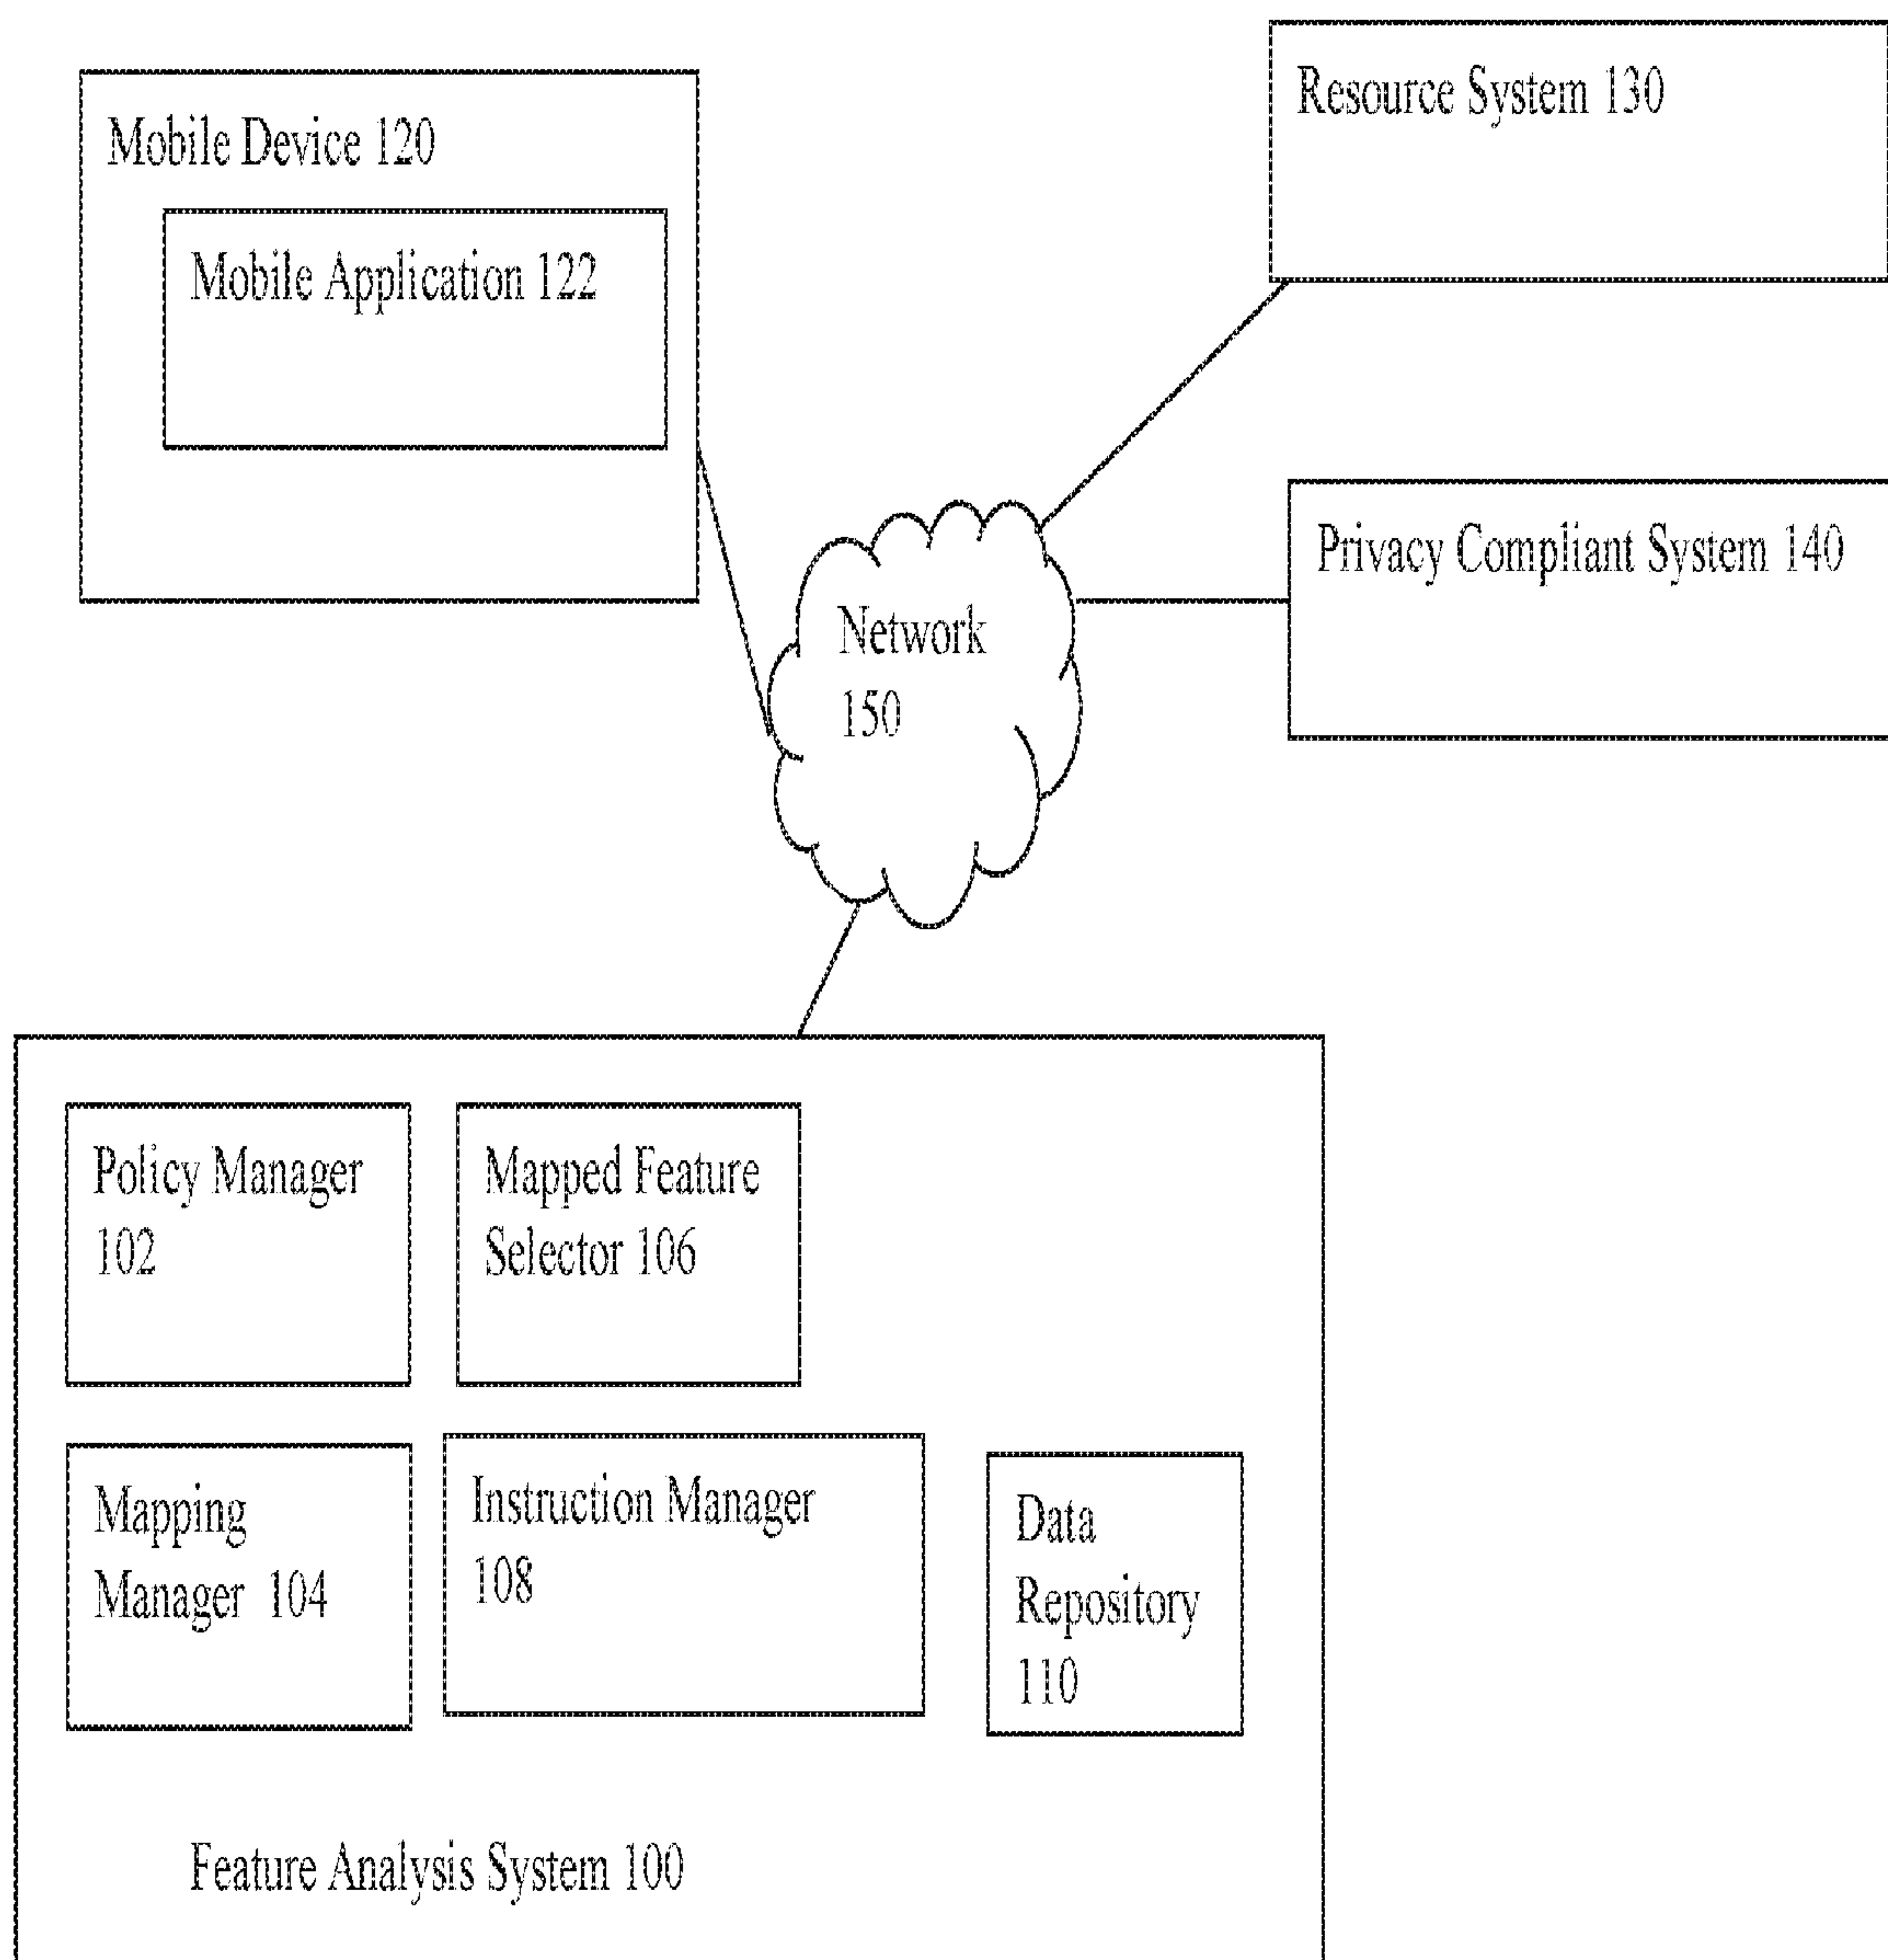 Resource System 130
Mobile Device 120
Mobile Application 122
Privacy Compliant System 140
Network
150
Policy Manager
102
Mapped Feature
Selector 106
Mapping
Manager 104
Instruction Manager
108
Data
Repository
110
Feature Analysis System 100